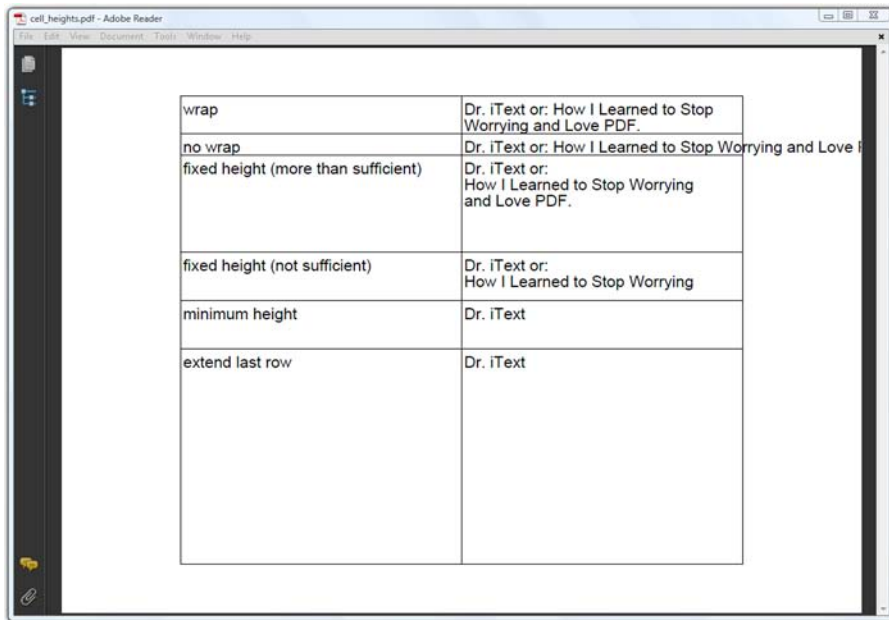 cell_heights.pdf - Adobe Reader
File Edit View Document Tools Window Help
wrap
Dr. iText or: How I Learned to Stop
Worrying and Love PDF.
no wrap
Dr. iText or: How I Learned to Stop Worrying and Love
fixed height (more than sufficient)
Dr. iText or:
How I Learned to Stop Worrying
and Love PDF.
fixed height (not sufficient)
Dr. iText or:
How I Learned to Stop Worrying
minimum height
Dr. iText
extend last row
Dr. iText